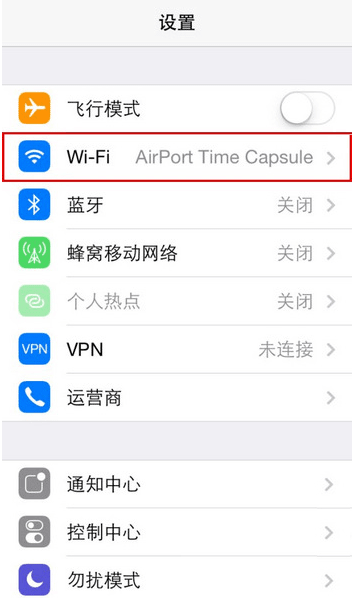 设置
飞行模式
Wi-Fi AirPort Time Capsule
蓝牙 关闭
蜂窝移动网络 关闭
个人热点 关闭
VPN VPN 未连接
运营商
通知中心
控制中心
勿扰模式